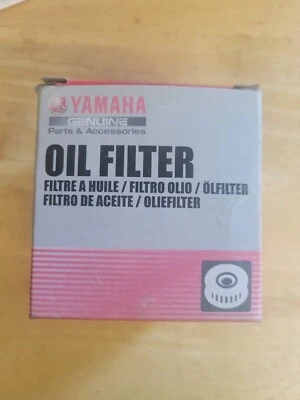 YAMAHA
GENUINE
Parts & Accessories
OIL FILTER
FILTRE A HUILE / FILTRO OLIO / ÖLFILTER
FILTRO DE ACEITE / OLIEFILTER